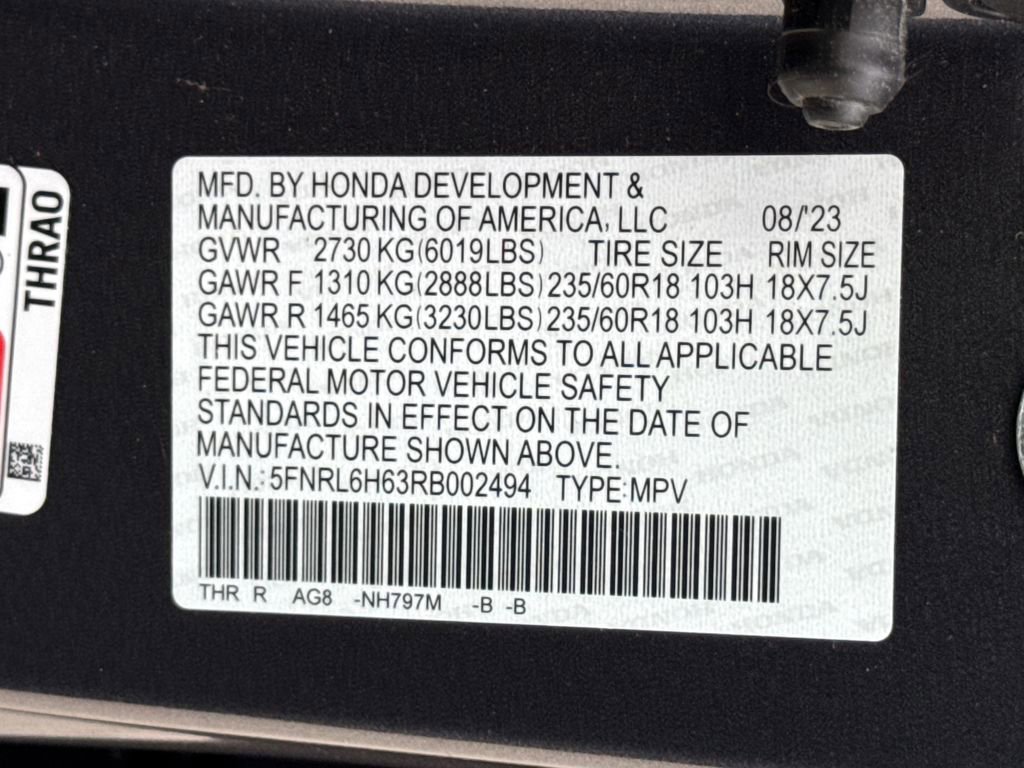 MFD. BY HONDA DEVELOPMENT &
MANUFACTURING OF AMERICA, LLC 08/'23
GVWR 2730 KG(6019LBS) TIRE SIZE RIM SIZE
GAWR F 1310 KG(2888LBS) 235/60R18 103H 18X7.5J
GAWR R 1465 KG(3230LBS) 235/60R18 103H 18X7.5J
THIS VEHICLE CONFORMS TO ALL APPLICABLE
FEDERAL MOTOR VEHICLE SAFETY
STANDARDS IN EFFECT ON THE DATE OF
MANUFACTURE SHOWN ABOVE.
V.I.N.: 5FNRL6H63RB002494 TYPE:MPV
THR R AG8 -NH797M -B -B
THRA0